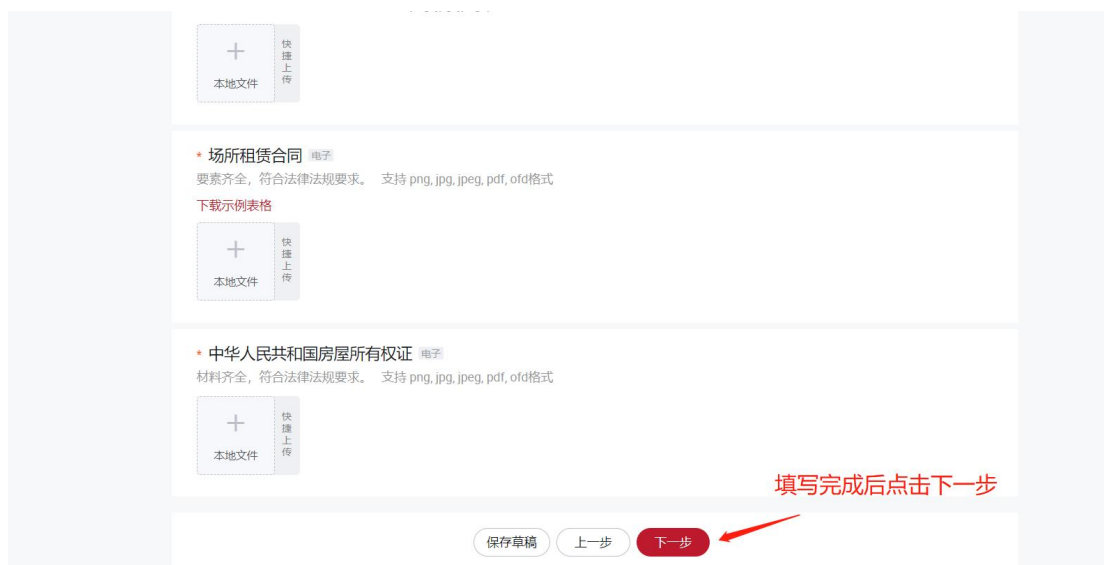 本地文件
快捷上传
* 场所租赁合同 电子
要素齐全，符合法律法规要求。 支持 png, jpg, jpeg, pdf, ofd格式
下载示例表格
本地文件
快捷上传
* 中华人民共和国房屋所有权证 电子
材料齐全，符合法律法规要求。 支持 png, jpg, jpeg, pdf, ofd格式
本地文件
快捷上传
填写完成后点击下一步
保存草稿 上一步 下一步